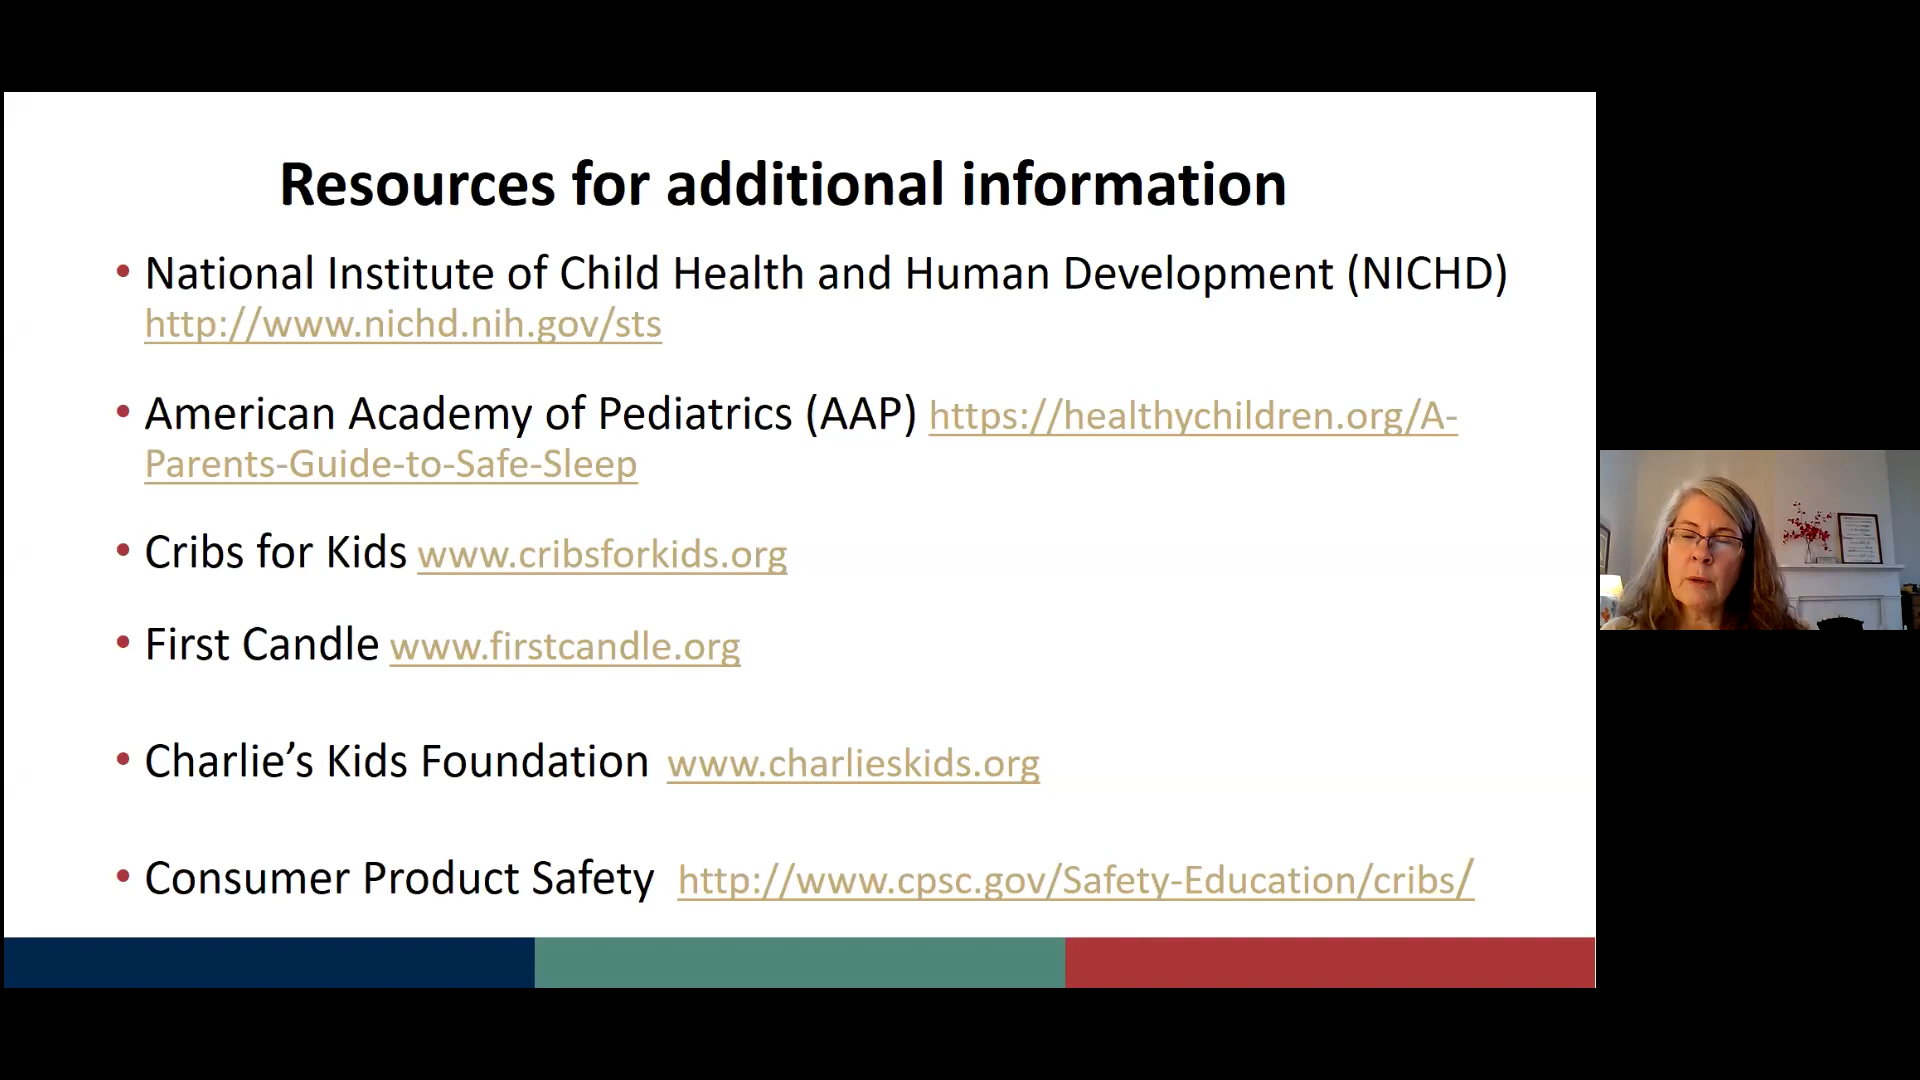 Resources for additional information
• National Institute of Child Health and Human Development (NICHD)
http://www.nichd.nih.gov/sts
• American Academy of Pediatrics (AAP) https://healthychildren.org/A-
Parents-Guide-to-Safe-Sleep
• Cribs for Kids www.cribsforkids.org
• First Candle www.firstcandle.org
• Charlie’s Kids Foundation www.charlieskids.org
• Consumer Product Safety http://www.cpsc.gov/Safety-Education/cribs/